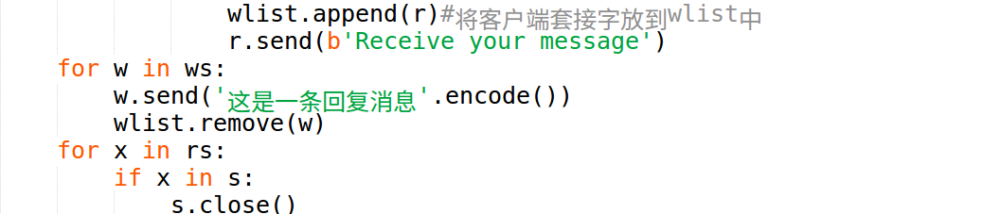 wlist.append(r)#将客户端套接字放到wlist中
r.send(b'Receive your message')
for w in ws:
w.send('这是一条回复消息'.encode())
wlist.remove(w)
for x in rs:
if x in s:
s.close()